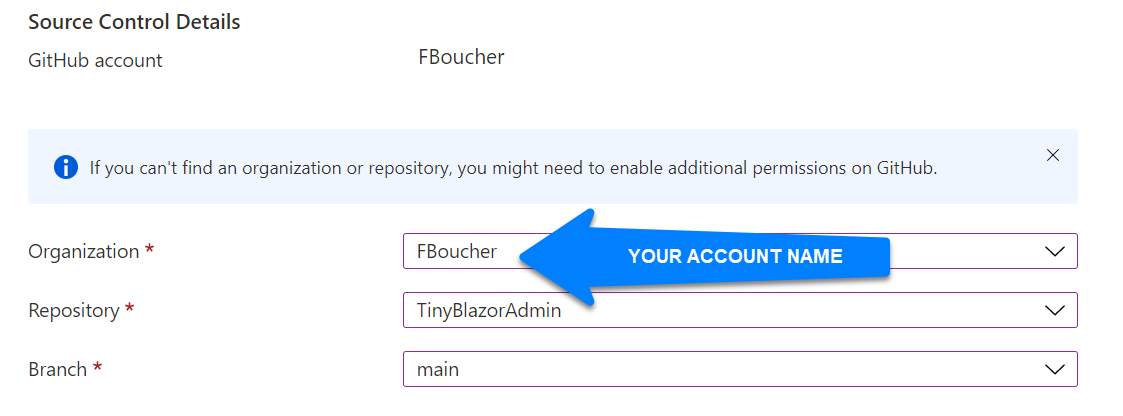 Source Control Details
GitHub account FBoucher
If you can't find an organization or repository, you might need to enable additional permissions on GitHub.
Organization * FBoucher YOUR ACCOUNT NAME
Repository * TinyBlazorAdmin
Branch * main